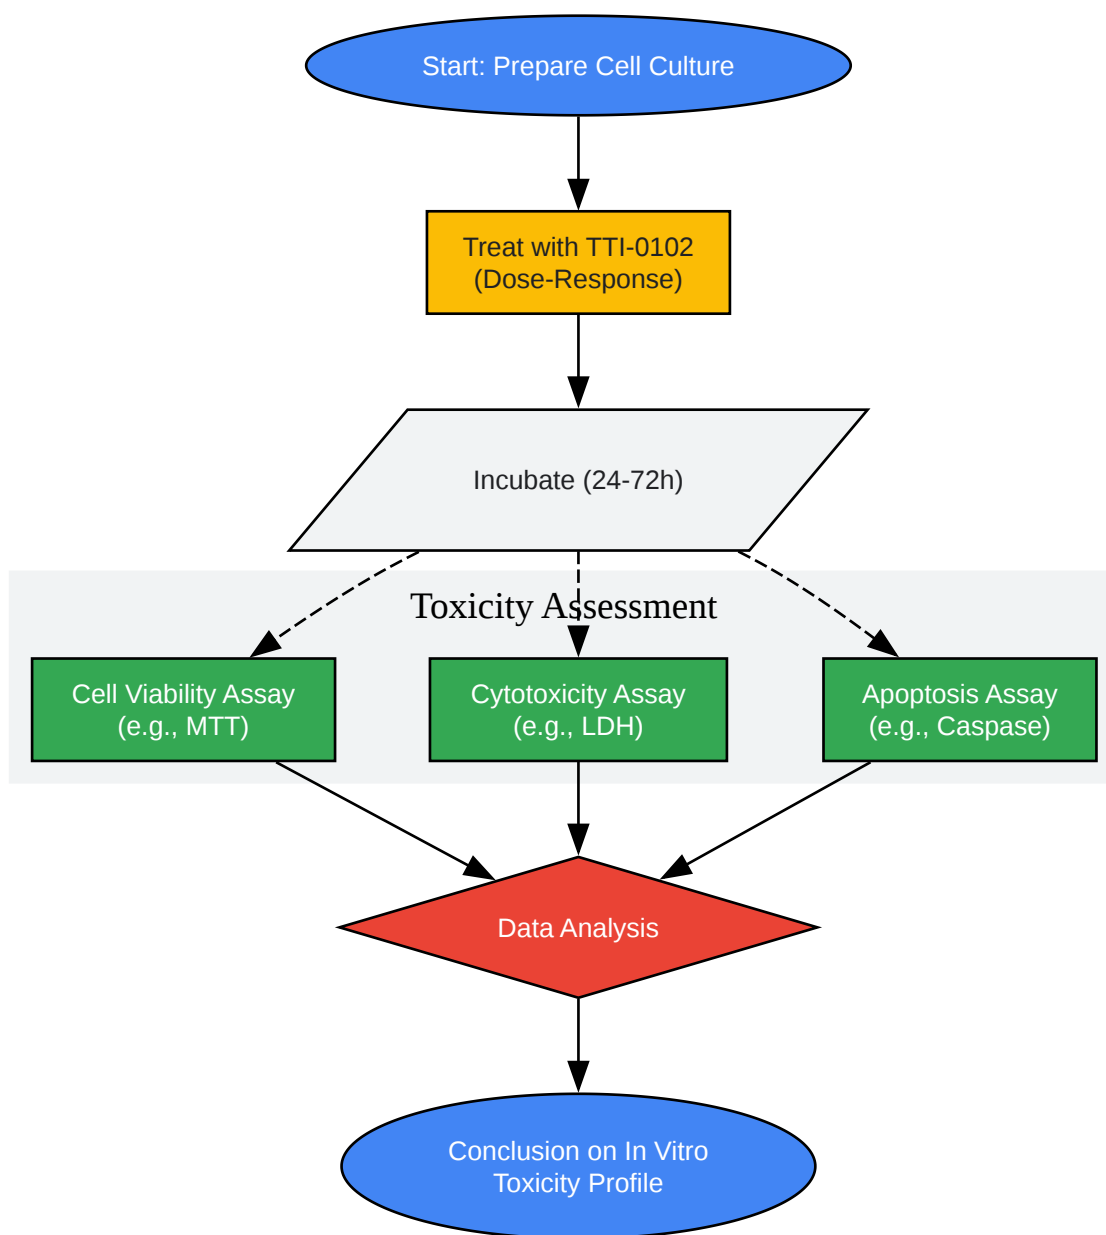 Start: Prepare Cell Culture
Treat with TTI-0102
(Dose-Response)
Incubate (24-72h)
Toxicity Assessment
Cell Viability Assay
(e.g., MTT)
Cytotoxicity Assay
(e.g., LDH)
Apoptosis Assay
(e.g., Caspase)
Data Analysis
Conclusion on In Vitro
Toxicity Profile